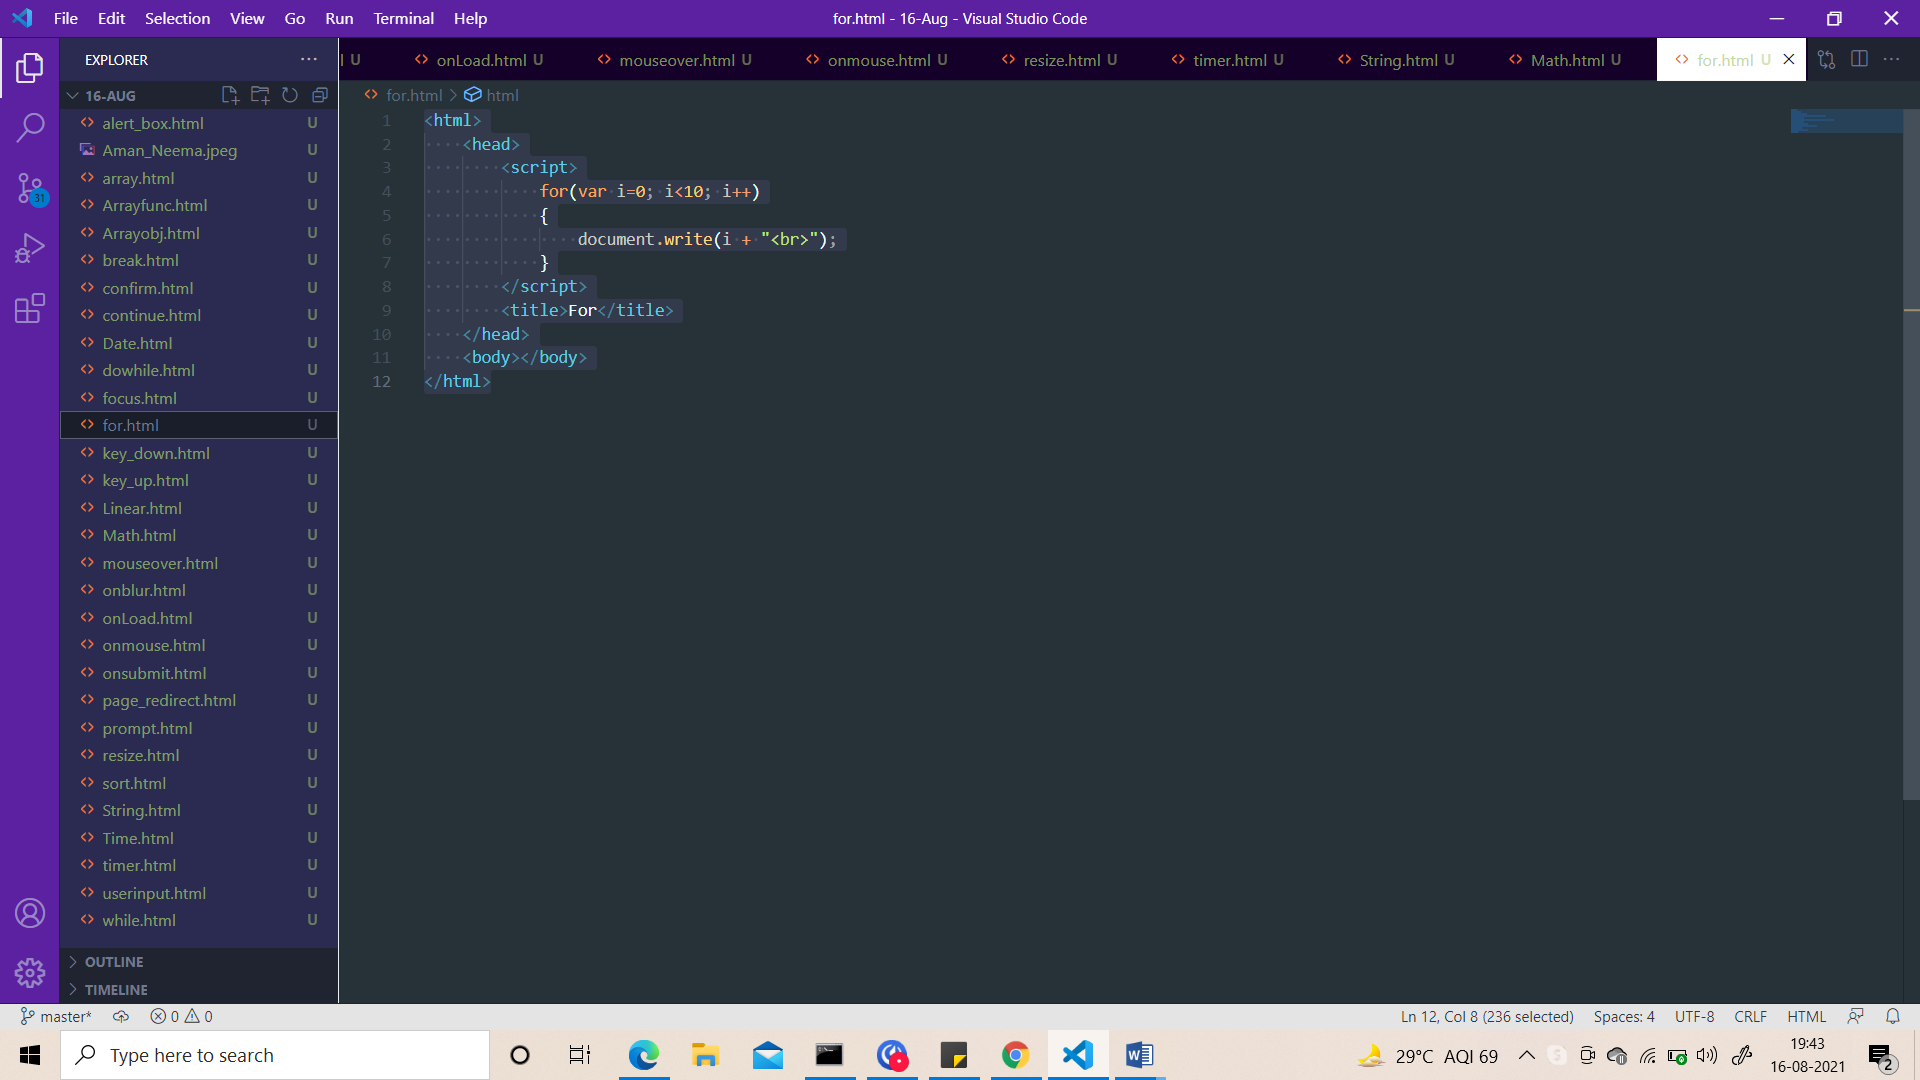 File Edit Selection View Go Run Terminal Help
for.html - 16-Aug - Visual Studio Code
EXPLORER
l U onLoad.html U mouseover.html U onmouse.html U resize.html U timer.html U String.html U Math.html U for.html U
16-AUG
for.html > html
alert_box.html U
Aman_Neema.jpeg U
array.html U
Arrayfunc.html U
Arrayobj.html U
break.html U
confirm.html U
continue.html U
Date.html U
dowhile.html U
focus.html U
for.html U
key_down.html U
key_up.html U
Linear.html U
Math.html U
mouseover.html U
onblur.html U
onLoad.html U
onmouse.html U
onsubmit.html U
page_redirect.html U
prompt.html U
resize.html U
sort.html U
String.html U
Time.html U
timer.html U
userinput.html U
while.html U
OUTLINE
TIMELINE
31
1 <html>
2 <head>
3 <script>
4 for(var i=0; i<10; i++)
5 {
6 document.write(i + "<br>");
7 }
8 </script>
9 <title>For</title>
10 </head>
11 <body></body>
12 </html>
master* 0 0
Ln 12, Col 8 (236 selected) Spaces: 4 UTF-8 CRLF HTML
Type here to search
29°C AQI 69
19:43
16-08-2021
2